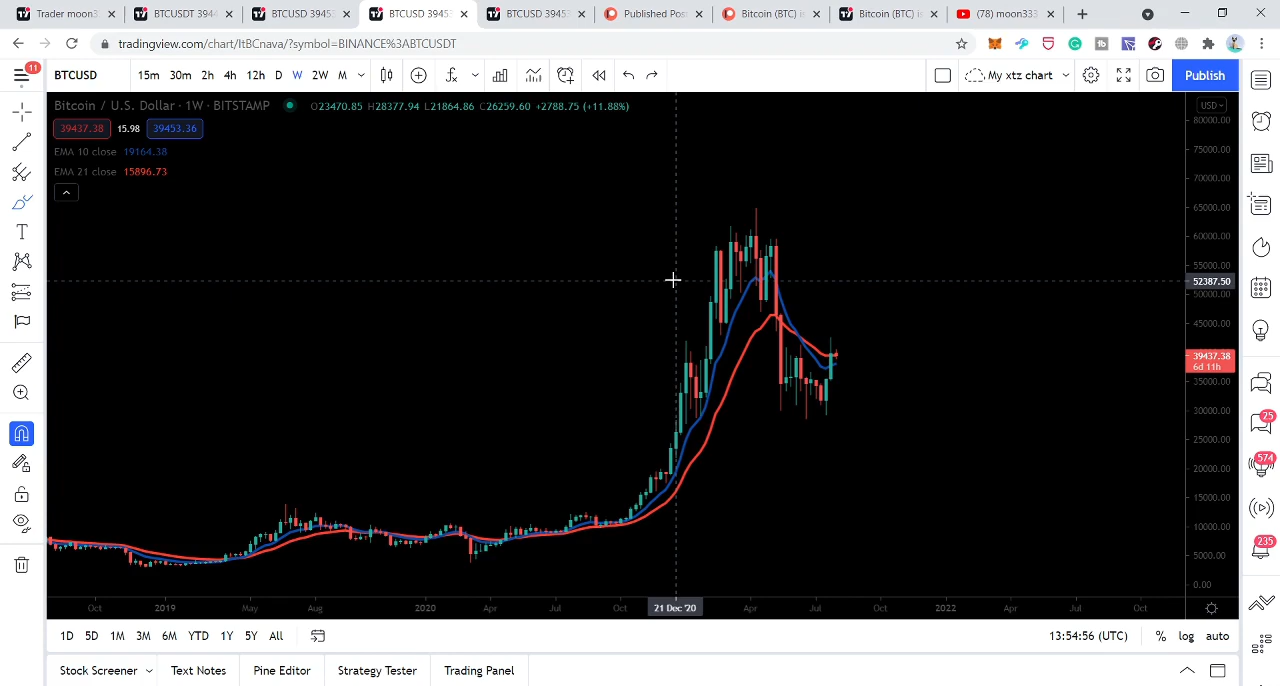 Trader moon3
BTCUSDT 3944
BTCUSD 3945
BTCUSD 3945
BTCUSD 3945
Published Pos
Bitcoin (BTC) is
Bitcoin (BTC) i
(78) moon333
tradingview.com/chart/ItBCnava/?symbol=BINANCE%3ABTCUSDT
11
BTCUSD 15m 30m 2h 4h 12h D W 2W M My xtz chart Publish
Bitcoin / U.S. Dollar · 1W · BITSTAMP O23470.85 H28377.94 L21864.86 C26259.60 +2788.75 (+11.88%) USD
39437.38 15.98 39453.36
EMA 10 close 19164.38
EMA 21 close 15896.73
80000.00
75000.00
70000.00
65000.00
60000.00
55000.00
52387.50
50000.00
45000.00
39437.38
6d 11h
35000.00
30000.00
25000.00
20000.00
15000.00
10000.00
5000.00
0.00
25
574
235
Oct 2019 May Aug 2020 Apr Jul Oct 21 Dec '20 Apr Jul Oct 2022 Apr Jul Oct
1D 5D 1M 3M 6M YTD 1Y 5Y All 13:54:56 (UTC) % log auto
Stock Screener Text Notes Pine Editor Strategy Tester Trading Panel